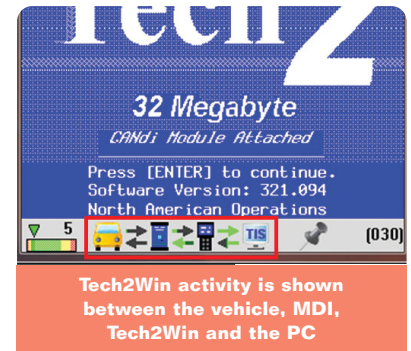 Tech2
32 Megabyte
CANdi Module Attached
Press [ENTER] to continue.
Software Version: 321.094
North American Operations
5
TIS
(030)
Tech2Win activity is shown
between the vehicle, MDI,
Tech2Win and the PC